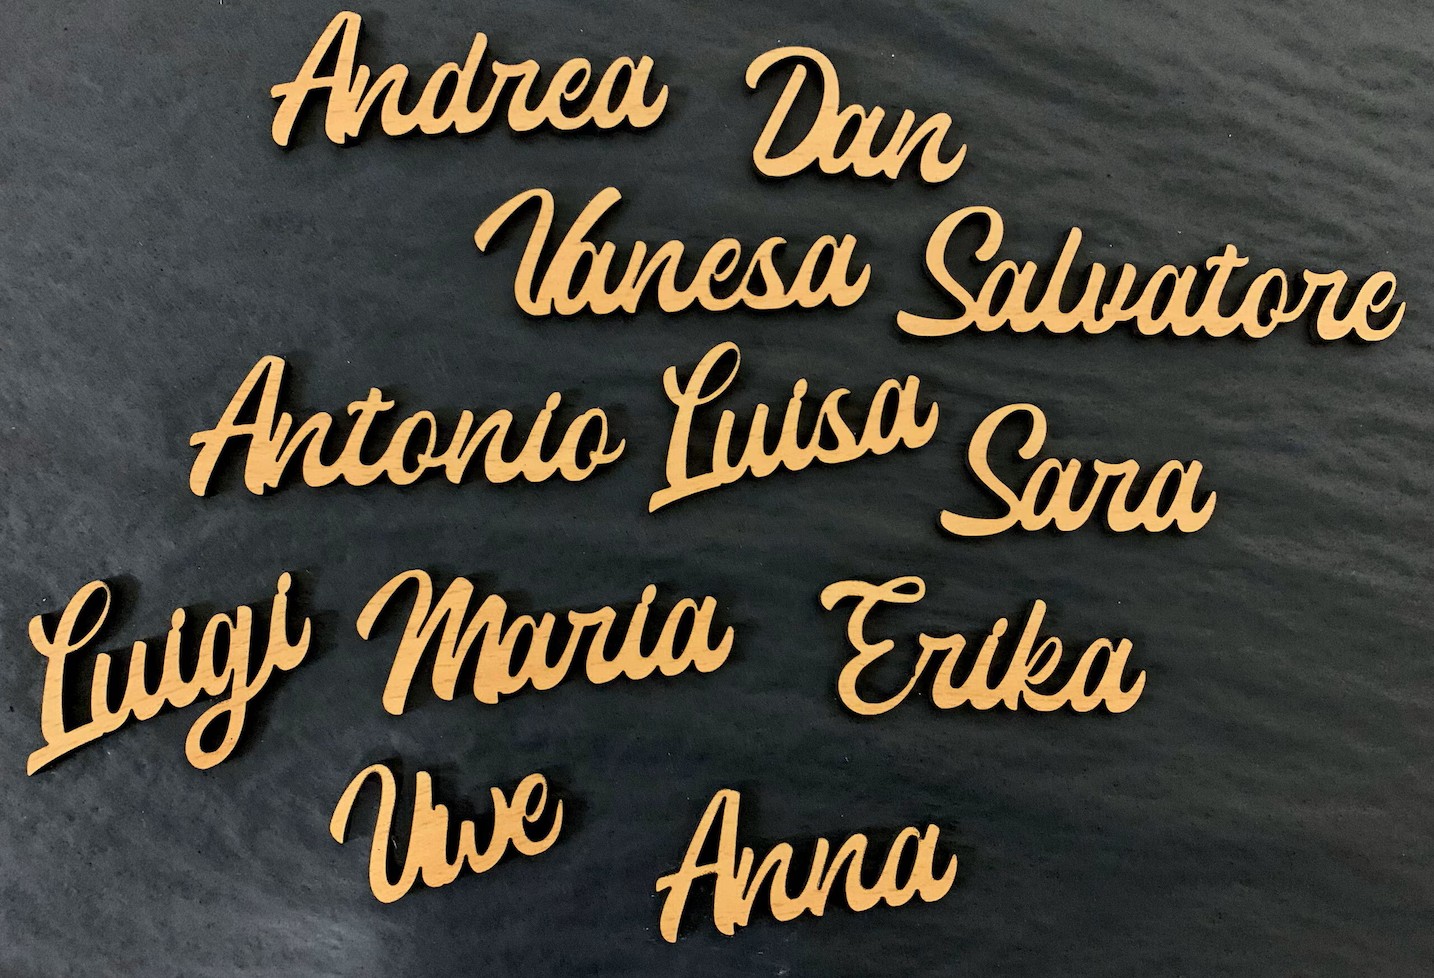 Andrea Dan
Vanesa Salvatore
Antonio Luisa Sara
Luigi Maria Erika
Uwe Anna